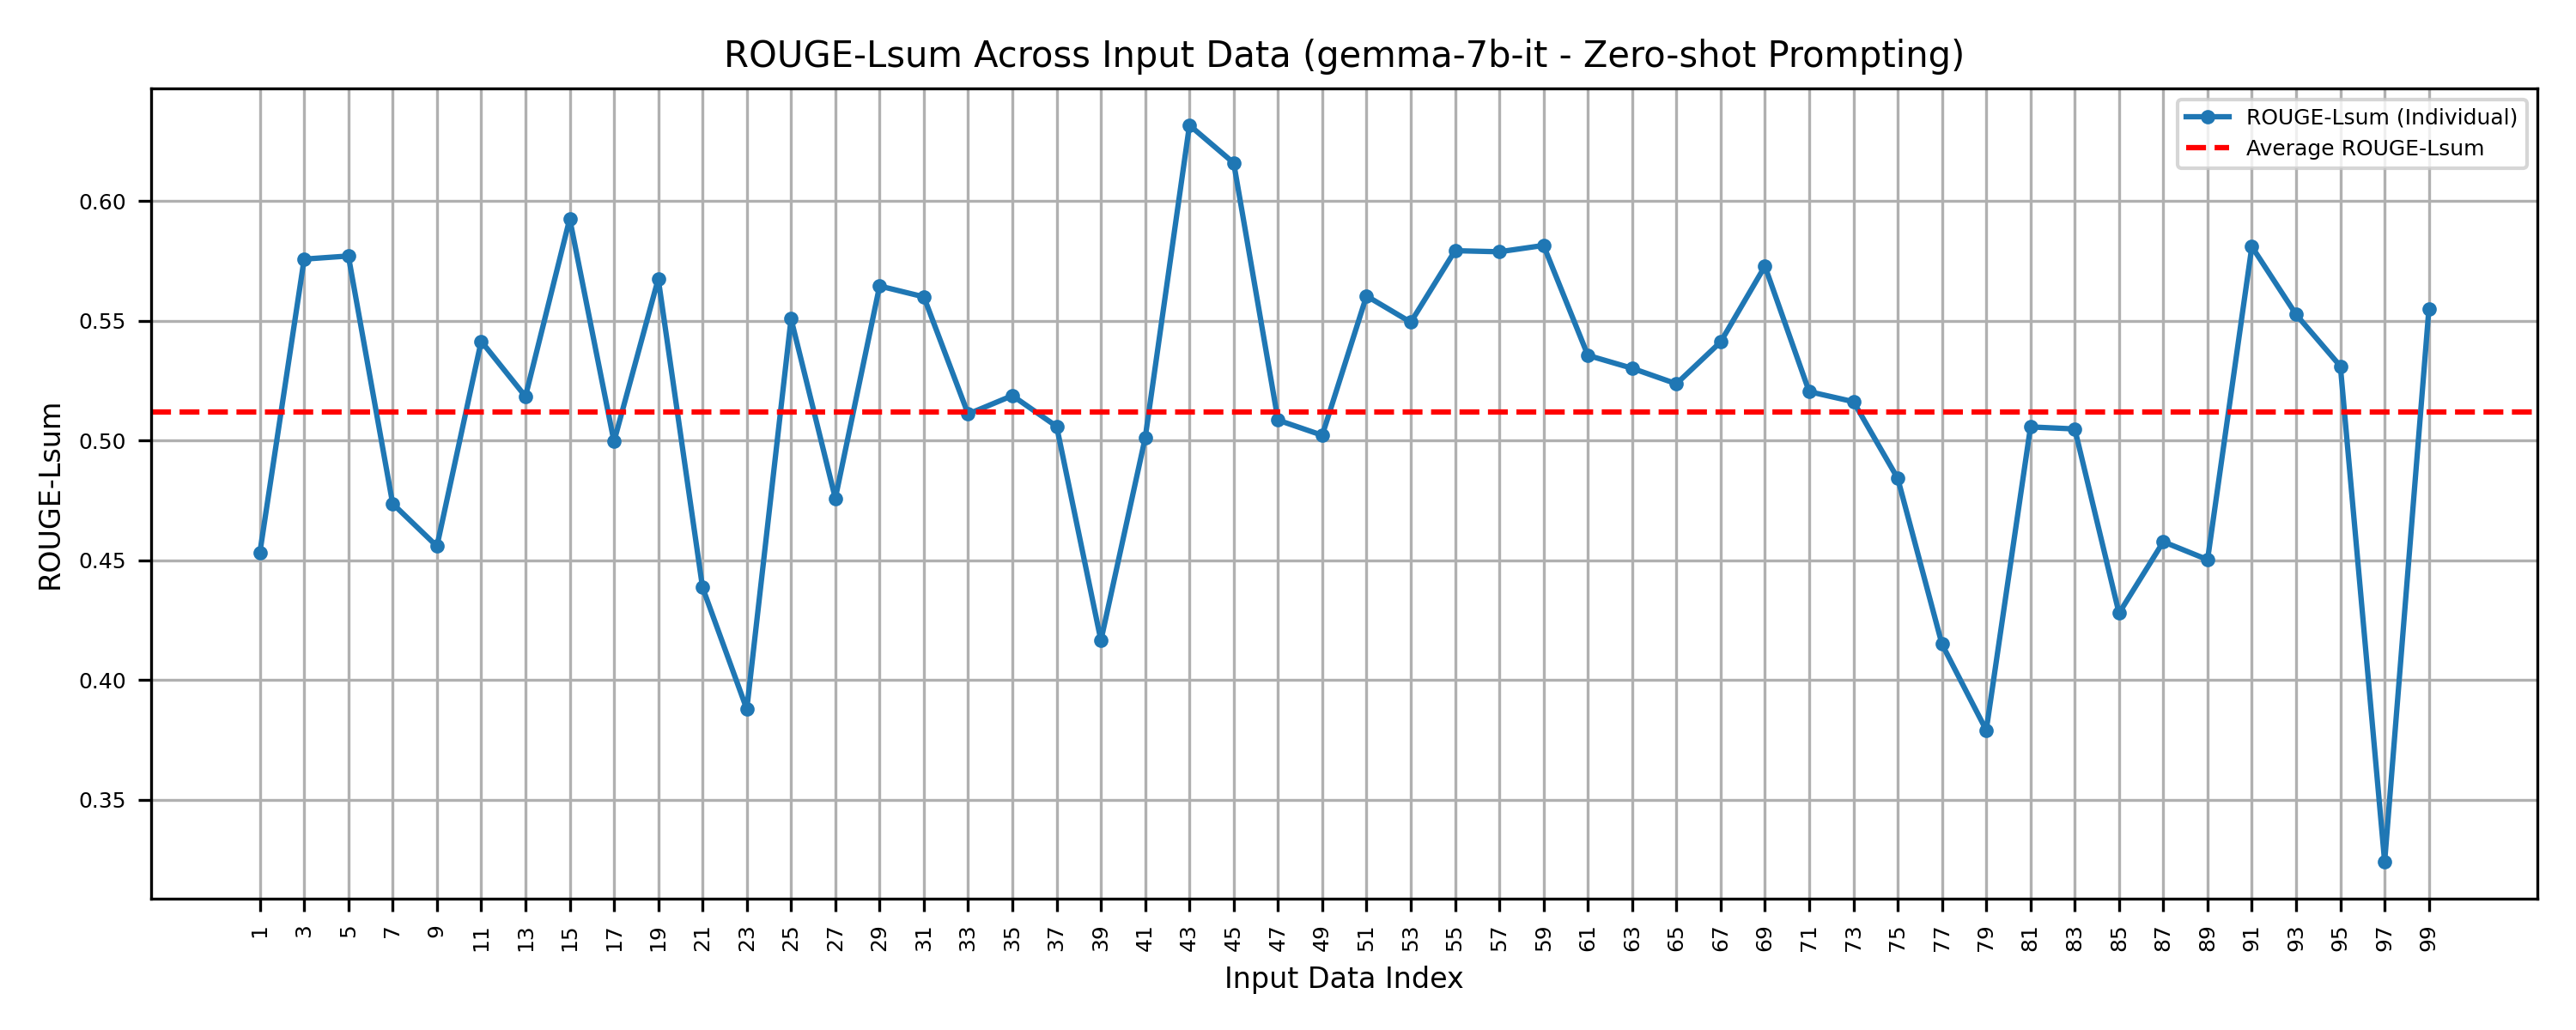 ROUGE-Lsum Across Input Data (gemma-7b-it - Zero-shot Prompting)
ROUGE-Lsum (Individual)
Average ROUGE-Lsum
ROUGE-Lsum
0.60
0.55
0.50
0.45
0.40
0.35
1 3 5 7 9 11 13 15 17 19 21 23 25 27 29 31 33 35 37 39 41 43 45 47 49 51 53 55 57 59 61 63 65 67 69 71 73 75 77 79 81 83 85 87 89 91 93 95 97 99
Input Data Index